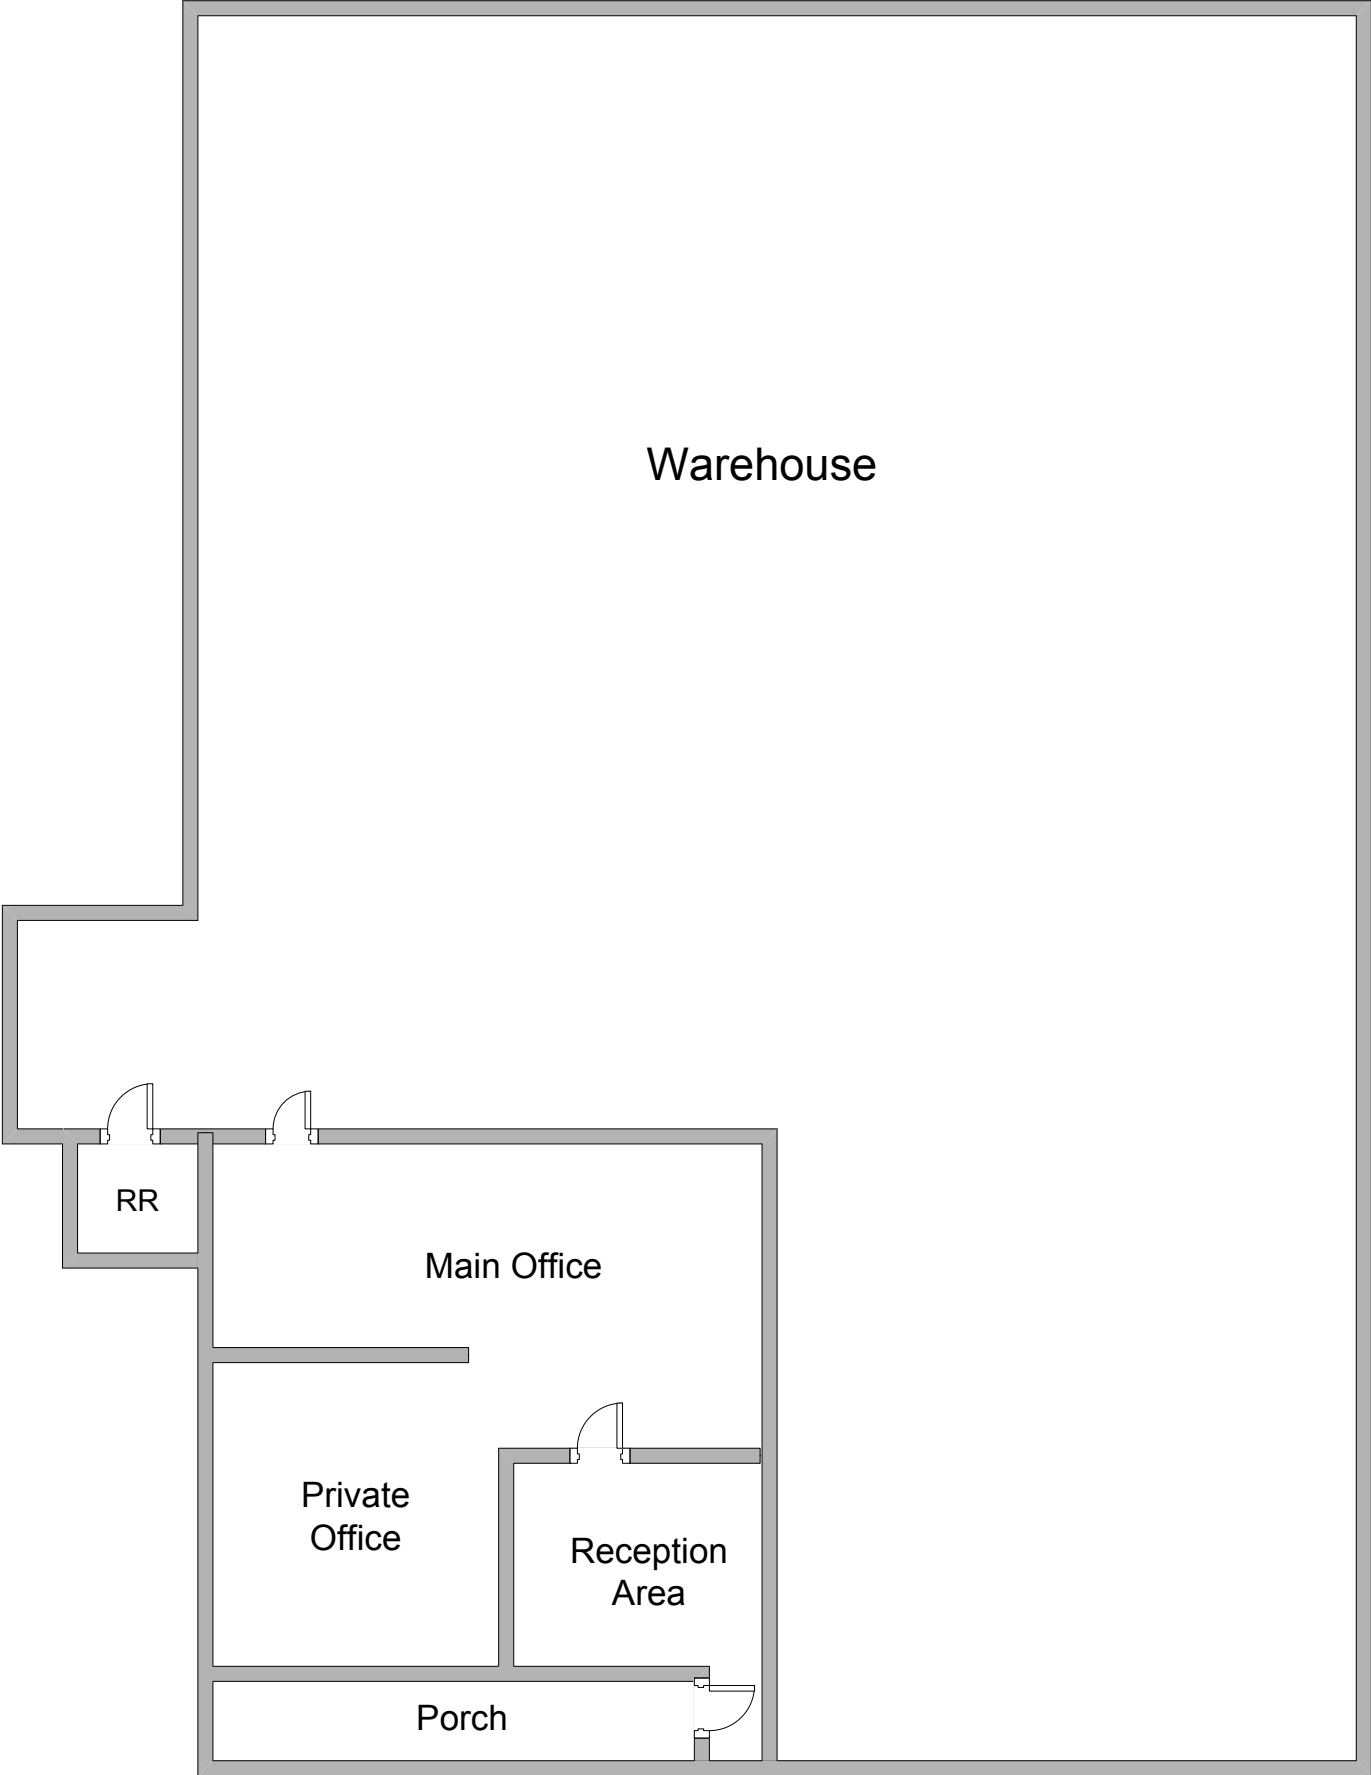 Warehouse
RR
Main Office
Private
Office
Reception
Area
Porch